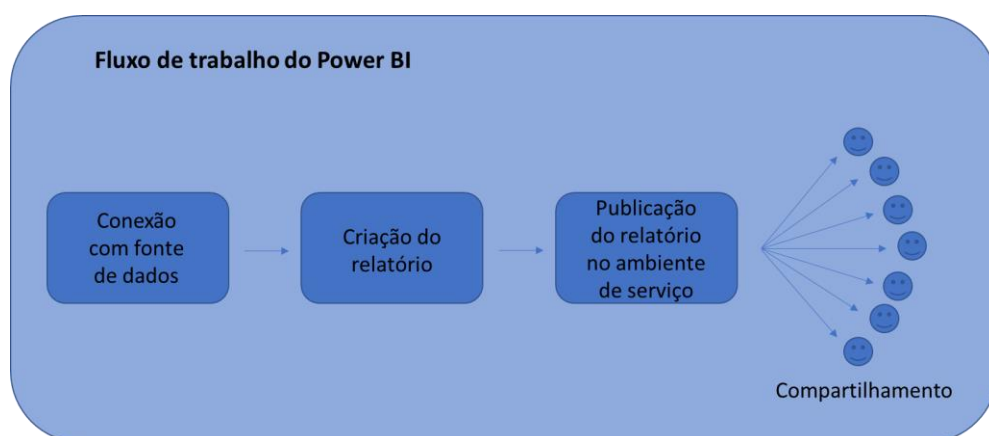 Fluxo de trabalho do Power BI
Conexão
com fonte
de dados
Criação do
relatório
Publicação
do relatório
no ambiente
de serviço
Compartilhamento